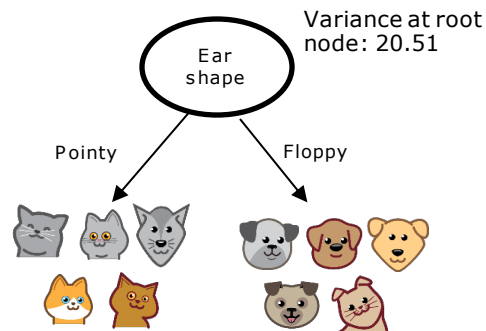 Variance at root
node: 20.51
Ear
shape
Pointy
Floppy